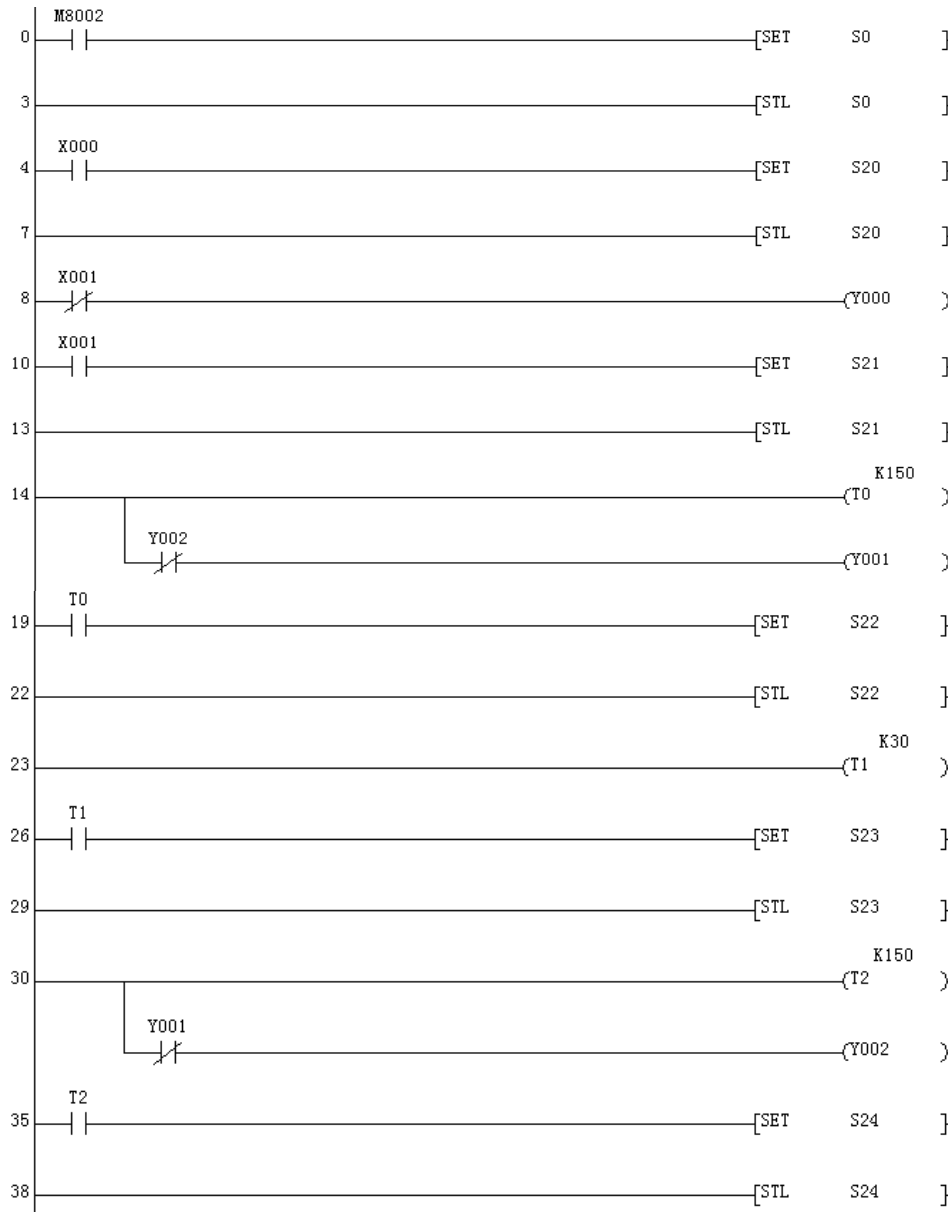 M8002
0 [SET S0 ]
3 [STL S0 ]
X000
4 [SET S20 ]
7 [STL S20 ]
X001
8 (Y000 )
X001
10 [SET S21 ]
13 [STL S21 ]
K150
14 (T0 )
Y002
(Y001 )
T0
19 [SET S22 ]
22 [STL S22 ]
K30
23 (T1 )
T1
26 [SET S23 ]
29 [STL S23 ]
K150
30 (T2 )
Y001
(Y002 )
T2
35 [SET S24 ]
38 [STL S24 ]